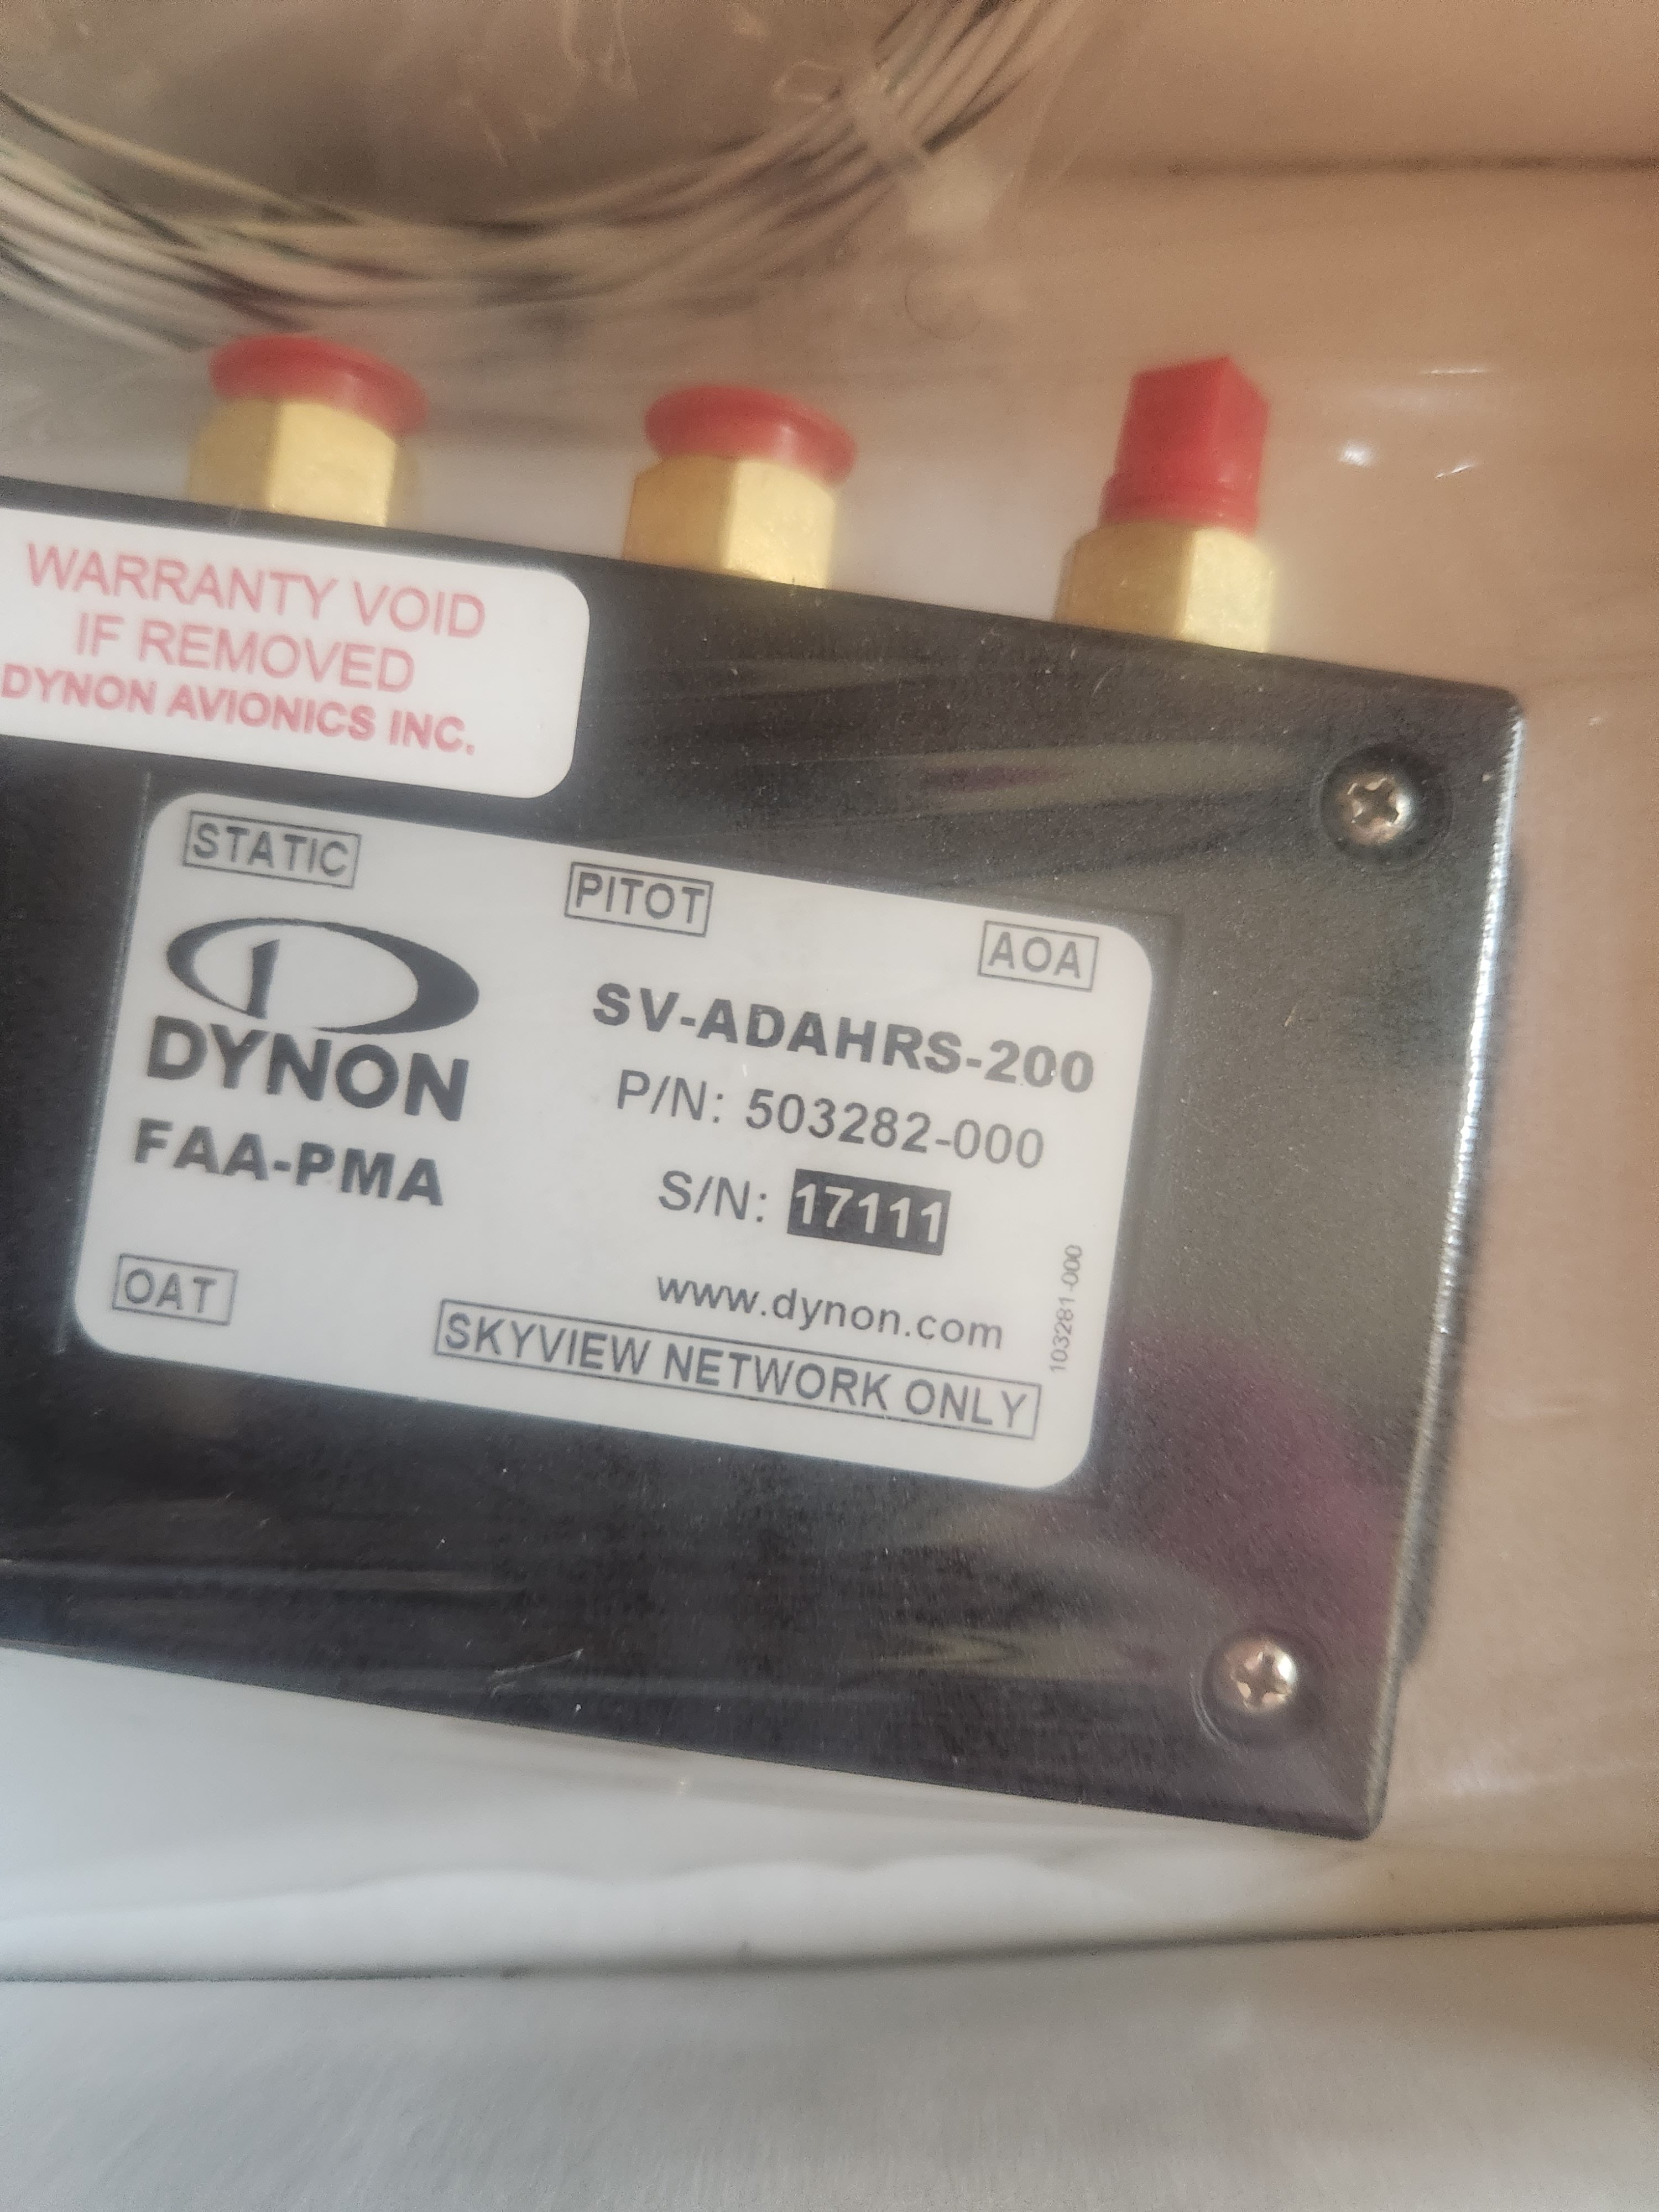 WARRANTY VOID
IF REMOVED
DYNON AVIONICS INC.
STATIC
PITOT
AOA
DYNON
FAA-PMA
SV-ADAHRS-200
P/N: 503282-000
S/N: 17111
www.dynon.com
OAT
SKYVIEW NETWORK ONLY
103281-000